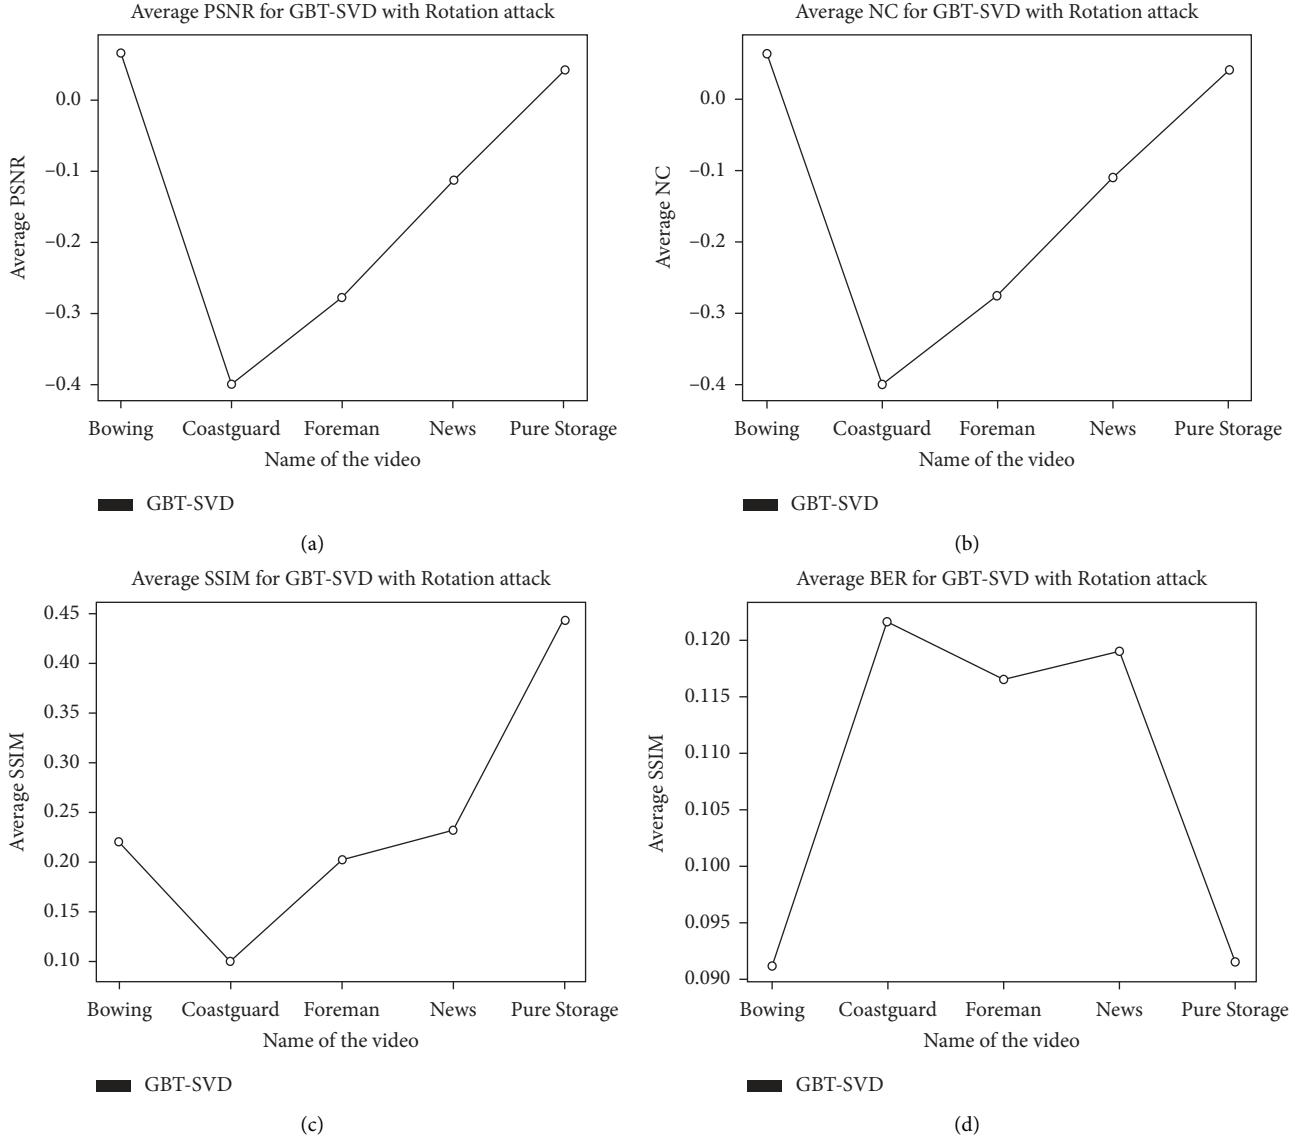 Average PSNR for GBT-SVD with Rotation attack
Average PSNR
0.0
−0.1
−0.2
−0.3
−0.4
Bowing Coastguard Foreman News Pure Storage
Name of the video
GBT-SVD
(a)
Average NC for GBT-SVD with Rotation attack
Average NC
0.0
−0.1
−0.2
−0.3
−0.4
Bowing Coastguard Foreman News Pure Storage
Name of the video
GBT-SVD
(b)
Average SSIM for GBT-SVD with Rotation attack
Average SSIM
0.45
0.40
0.35
0.30
0.25
0.20
0.15
0.10
Bowing Coastguard Foreman News Pure Storage
Name of the video
GBT-SVD
(c)
Average BER for GBT-SVD with Rotation attack
Average SSIM
0.120
0.115
0.110
0.105
0.100
0.095
0.090
Bowing Coastguard Foreman News Pure Storage
Name of the video
GBT-SVD
(d)